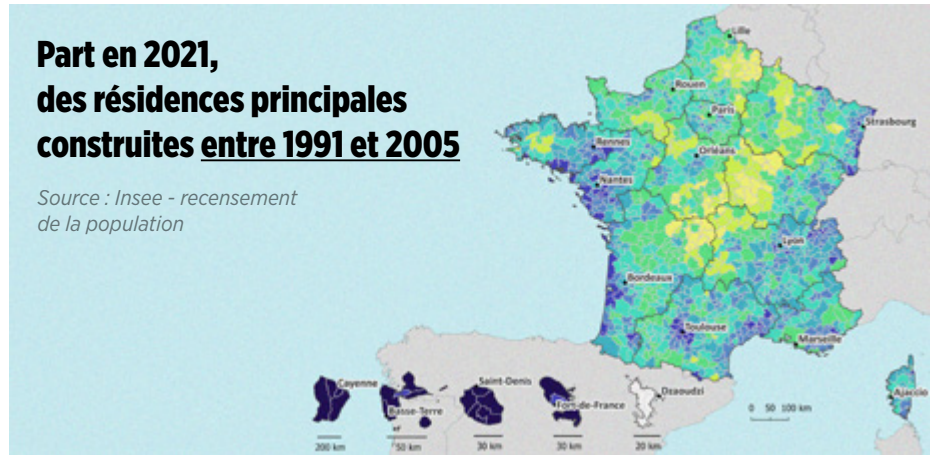 Part en 2021,
des résidences principales
construites entre 1991 et 2005
Source : Insee - recensement
de la population
Lille
Rouen
Paris
Strasbourg
Rennes
Orléans
Nantes
Lyon
Bordeaux
Toulouse
Marseille
Ajaccio
Cayenne
Basse-Terre
Saint-Denis
Fort-de-France
Dzaoudzi
0 50 100 km
200 km
50 km
30 km
30 km
20 km